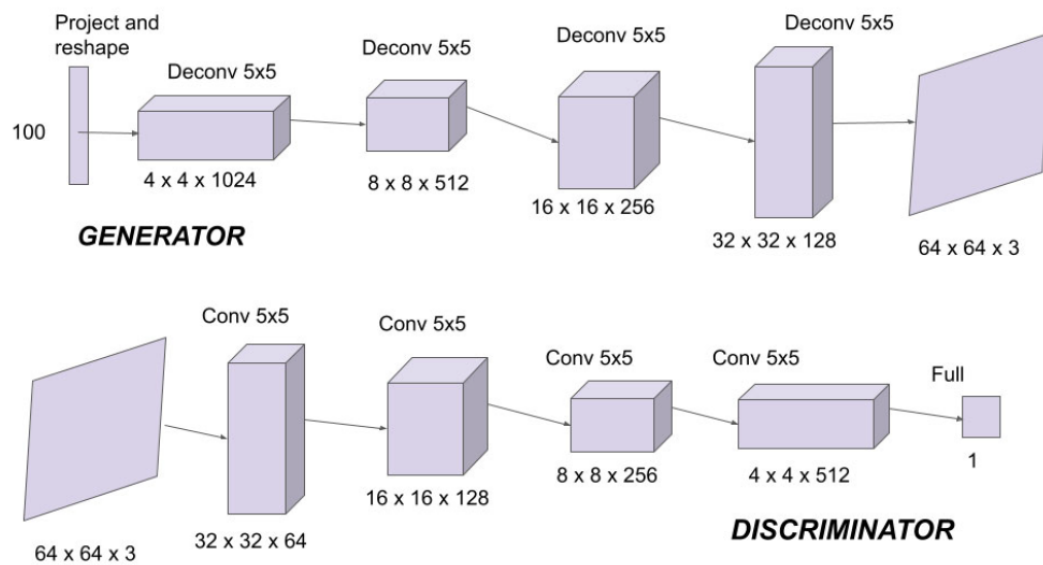 Project and
reshape
Deconv 5x5
Deconv 5x5
Deconv 5x5
Deconv 5x5
100
4 x 4 x 1024
8 x 8 x 512
16 x 16 x 256
32 x 32 x 128
64 x 64 x 3
GENERATOR
Conv 5x5
Conv 5x5
Conv 5x5
Conv 5x5
Full
64 x 64 x 3
32 x 32 x 64
16 x 16 x 128
8 x 8 x 256
4 x 4 x 512
1
DISCRIMINATOR